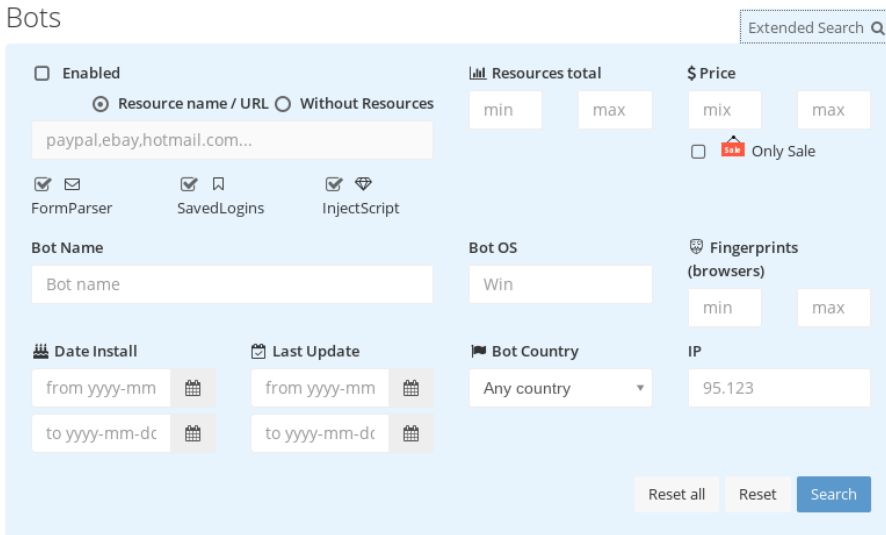 Bots
Extended Search
Enabled
Resource name / URL Without Resources
paypal,ebay,hotmail.com...
FormParser SavedLogins InjectScript
Resources total
min max
$ Price
mix max
Sale Only Sale
Bot Name
Bot name
Bot OS
Win
Fingerprints
(browsers)
min max
Date Install
from yyyy-mm
to yyyy-mm-dc
Last Update
from yyyy-mm
to yyyy-mm-dc
Bot Country
Any country
IP
95.123
Reset all Reset Search